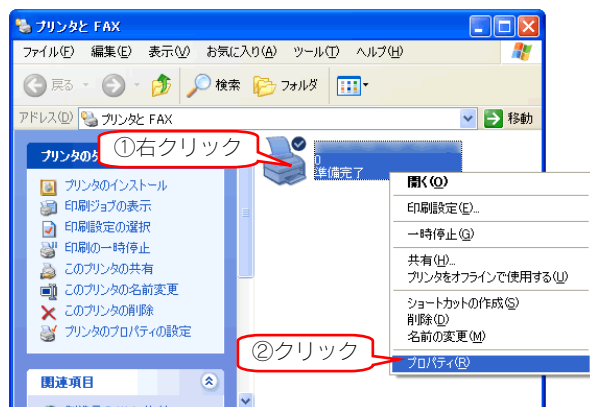 プリンタと FAX
ファイル(F) 編集(E) 表示(V) お気に入り(A) ツール(T) ヘルプ(H)
戻る 検索 フォルダ
アドレス(D) プリンタと FAX 移動
プリンタの
①右クリック
0
準備完了
プリンタのインストール
印刷ジョブの表示
印刷設定の選択
印刷の一時停止
このプリンタの共有
このプリンタの名前変更
このプリンタの削除
プリンタのプロパティの設定
関連項目
開く(O)
印刷設定(E)...
一時停止(G)
共有(H)...
プリンタをオフラインで使用する(U)
ショートカットの作成(S)
削除(D)
名前の変更(M)
②クリック
プロパティ(R)